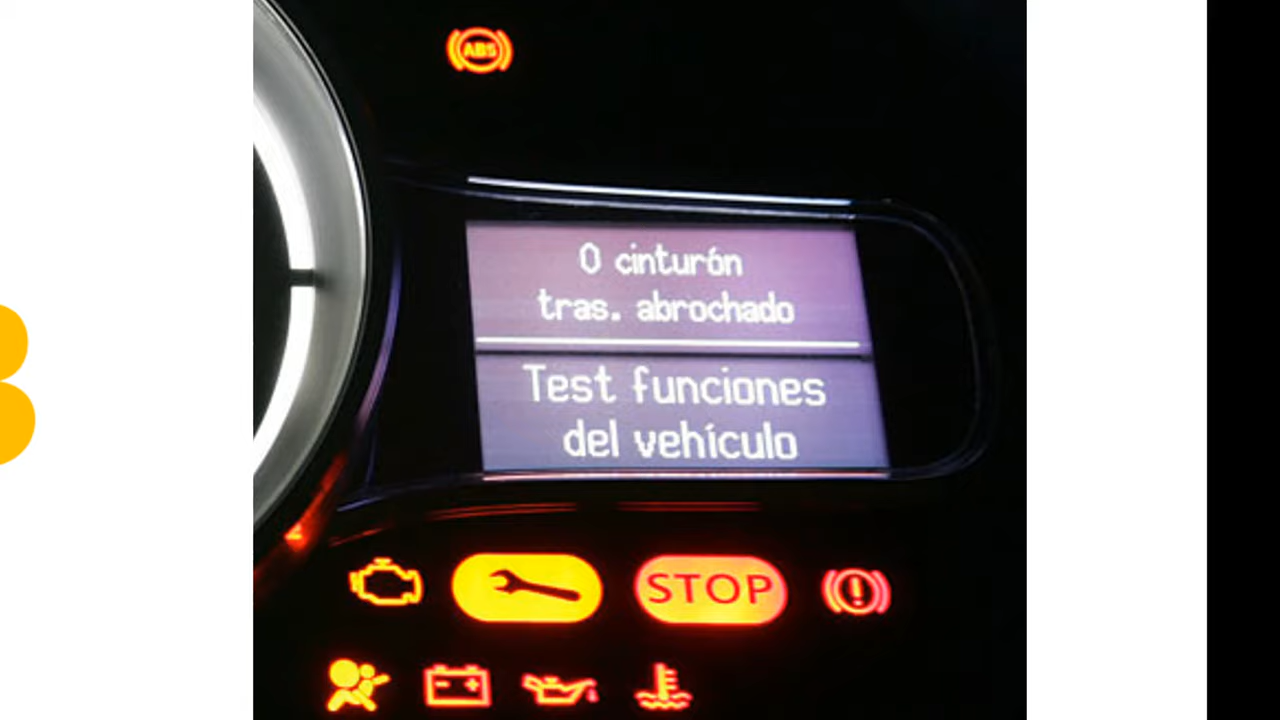 ABS
0 cinturón
tras. abrochado
Test funciones
del vehículo
STOP